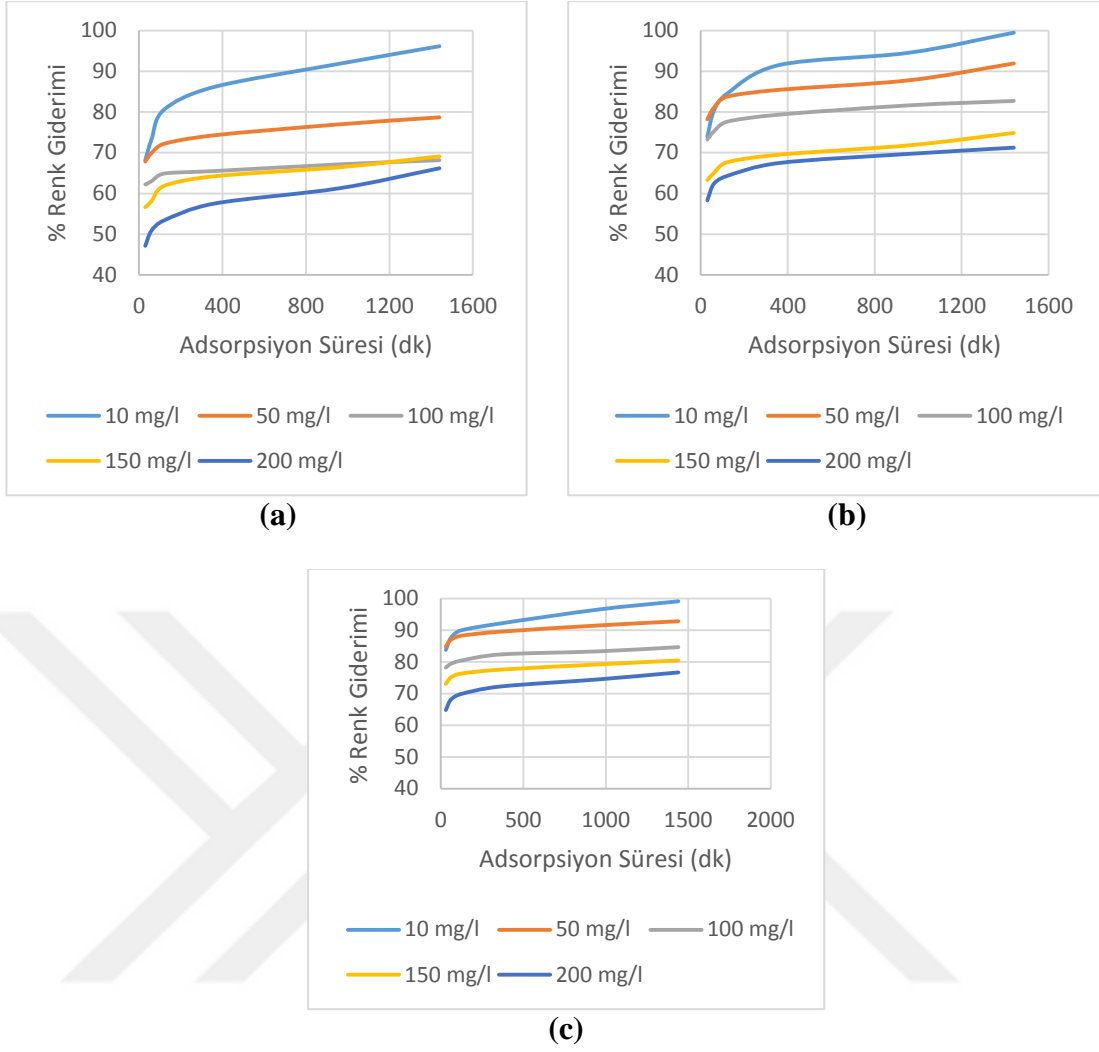 100
90
80
70
60
50
40
% Renk Giderimi
0 400 800 1200 1600
Adsorpsiyon Süresi (dk)
10 mg/l 50 mg/l 100 mg/l
150 mg/l 200 mg/l
(a)
100
90
80
70
60
50
40
% Renk Giderimi
0 400 800 1200 1600
Adsorpsiyon Süresi (dk)
10 mg/l 50 mg/l 100 mg/l
150 mg/l 200 mg/l
(b)
100
90
80
70
60
50
40
% Renk Giderimi
0 500 1000 1500 2000
Adsorpsiyon Süresi (dk)
10 mg/l 50 mg/l 100 mg/l
150 mg/l 200 mg/l
(c)